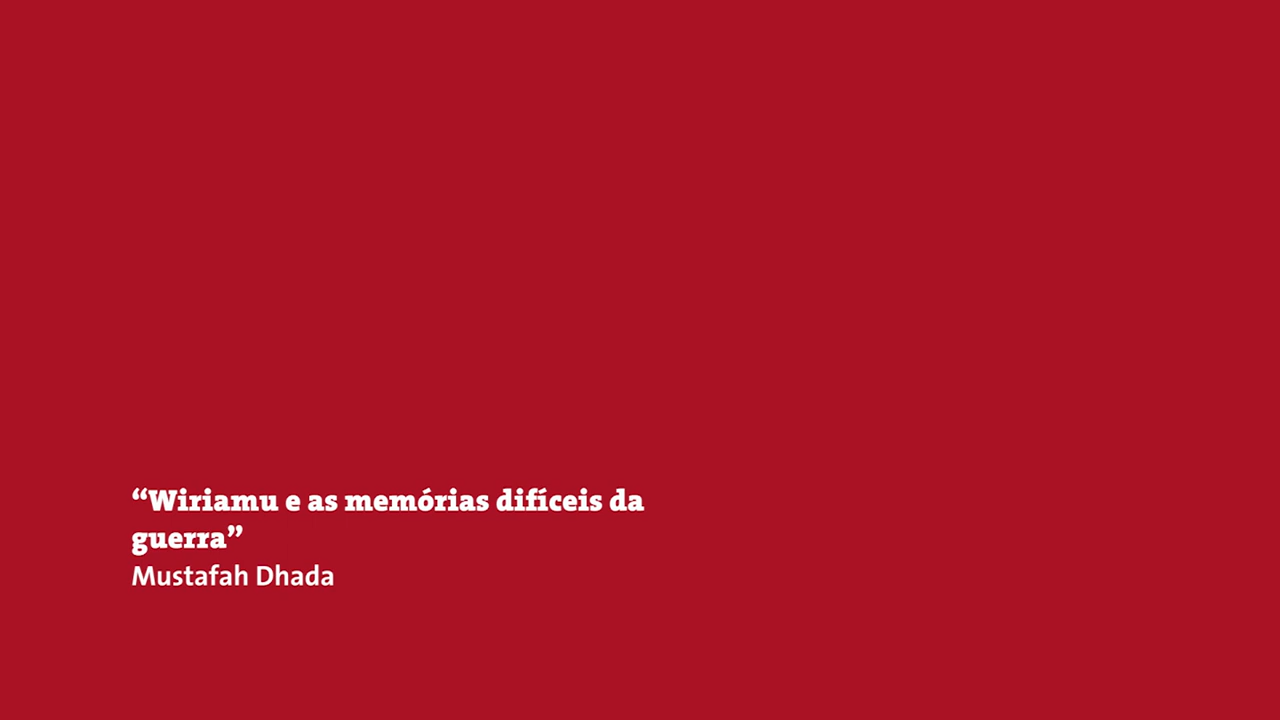 “Wiriamu e as memórias difíceis da
guerra”
Mustafah Dhada